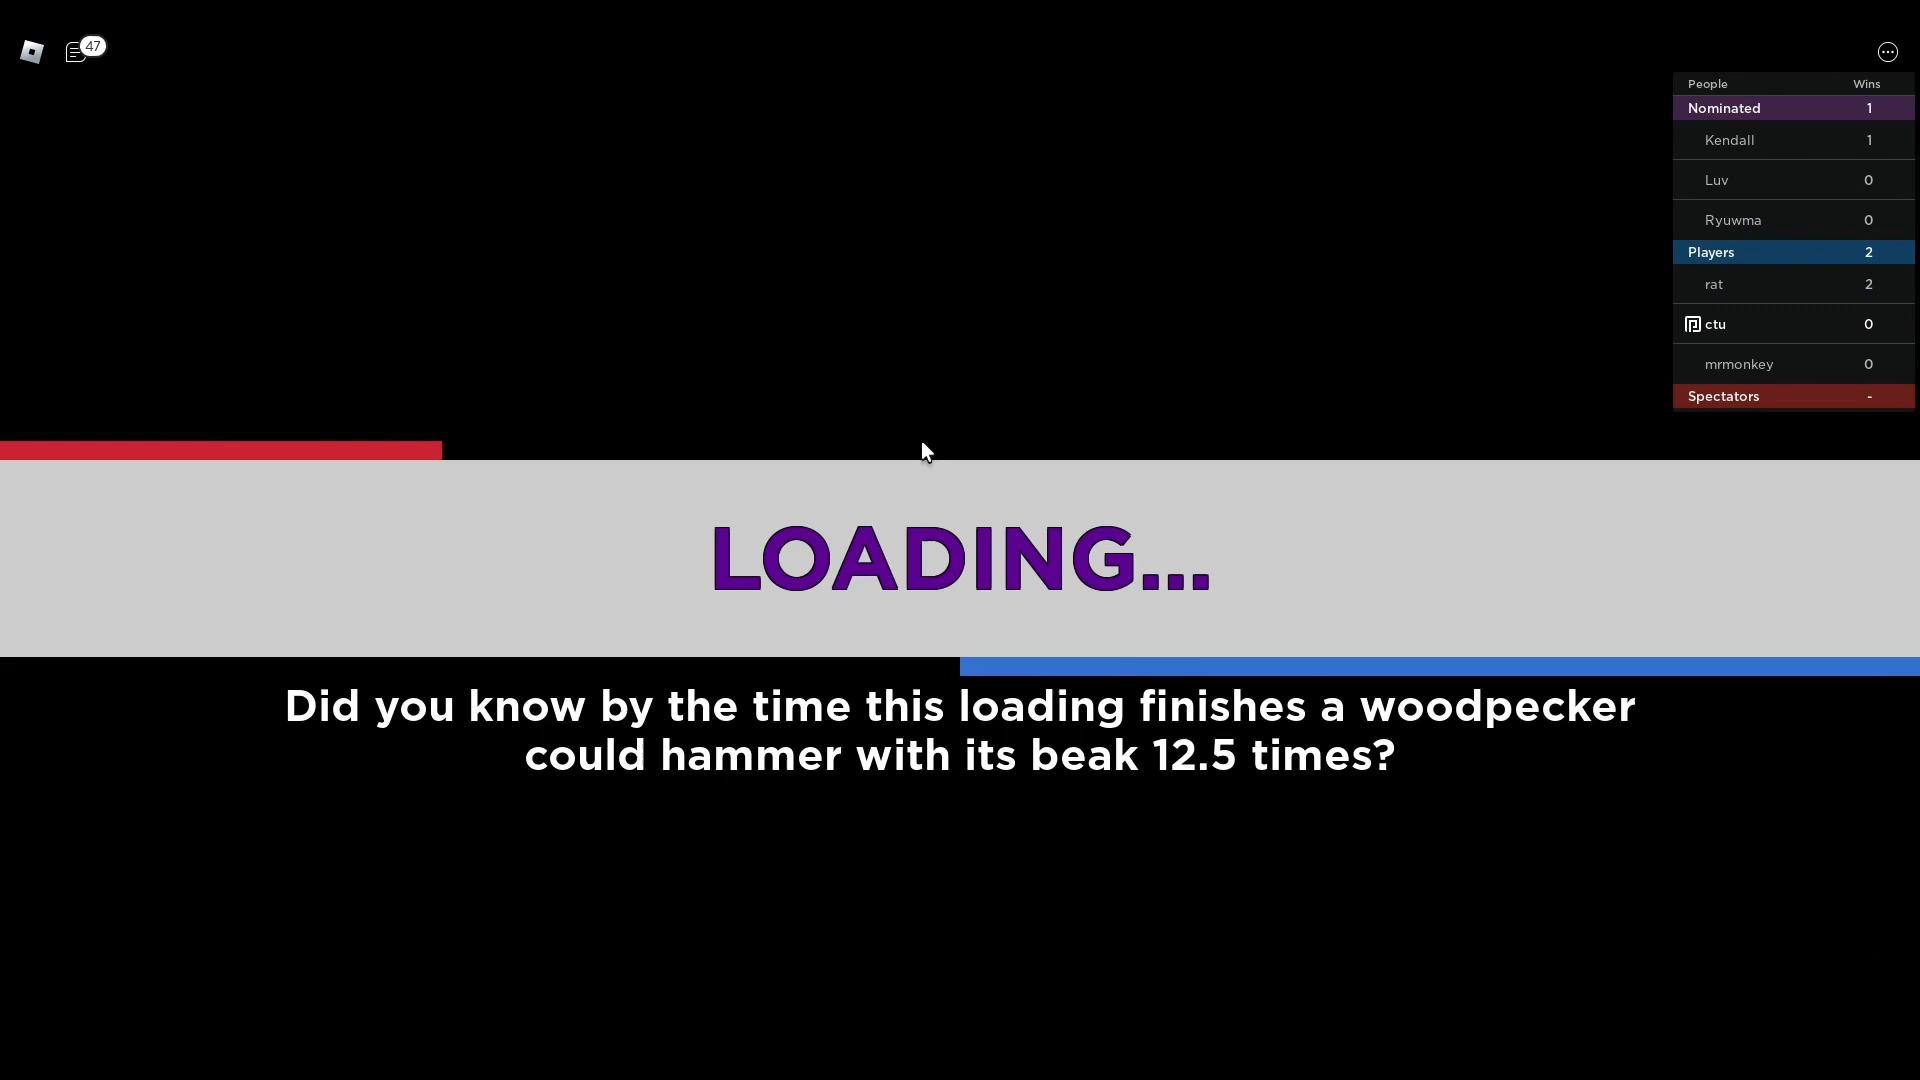 47
People Wins
Nominated 1
Kendall 1
Luv 0
Ryuwma 0
Players 2
rat 2
ctu 0
mrmonkey 0
Spectators -
LOADING...
Did you know by the time this loading finishes a woodpecker
could hammer with its beak 12.5 times?